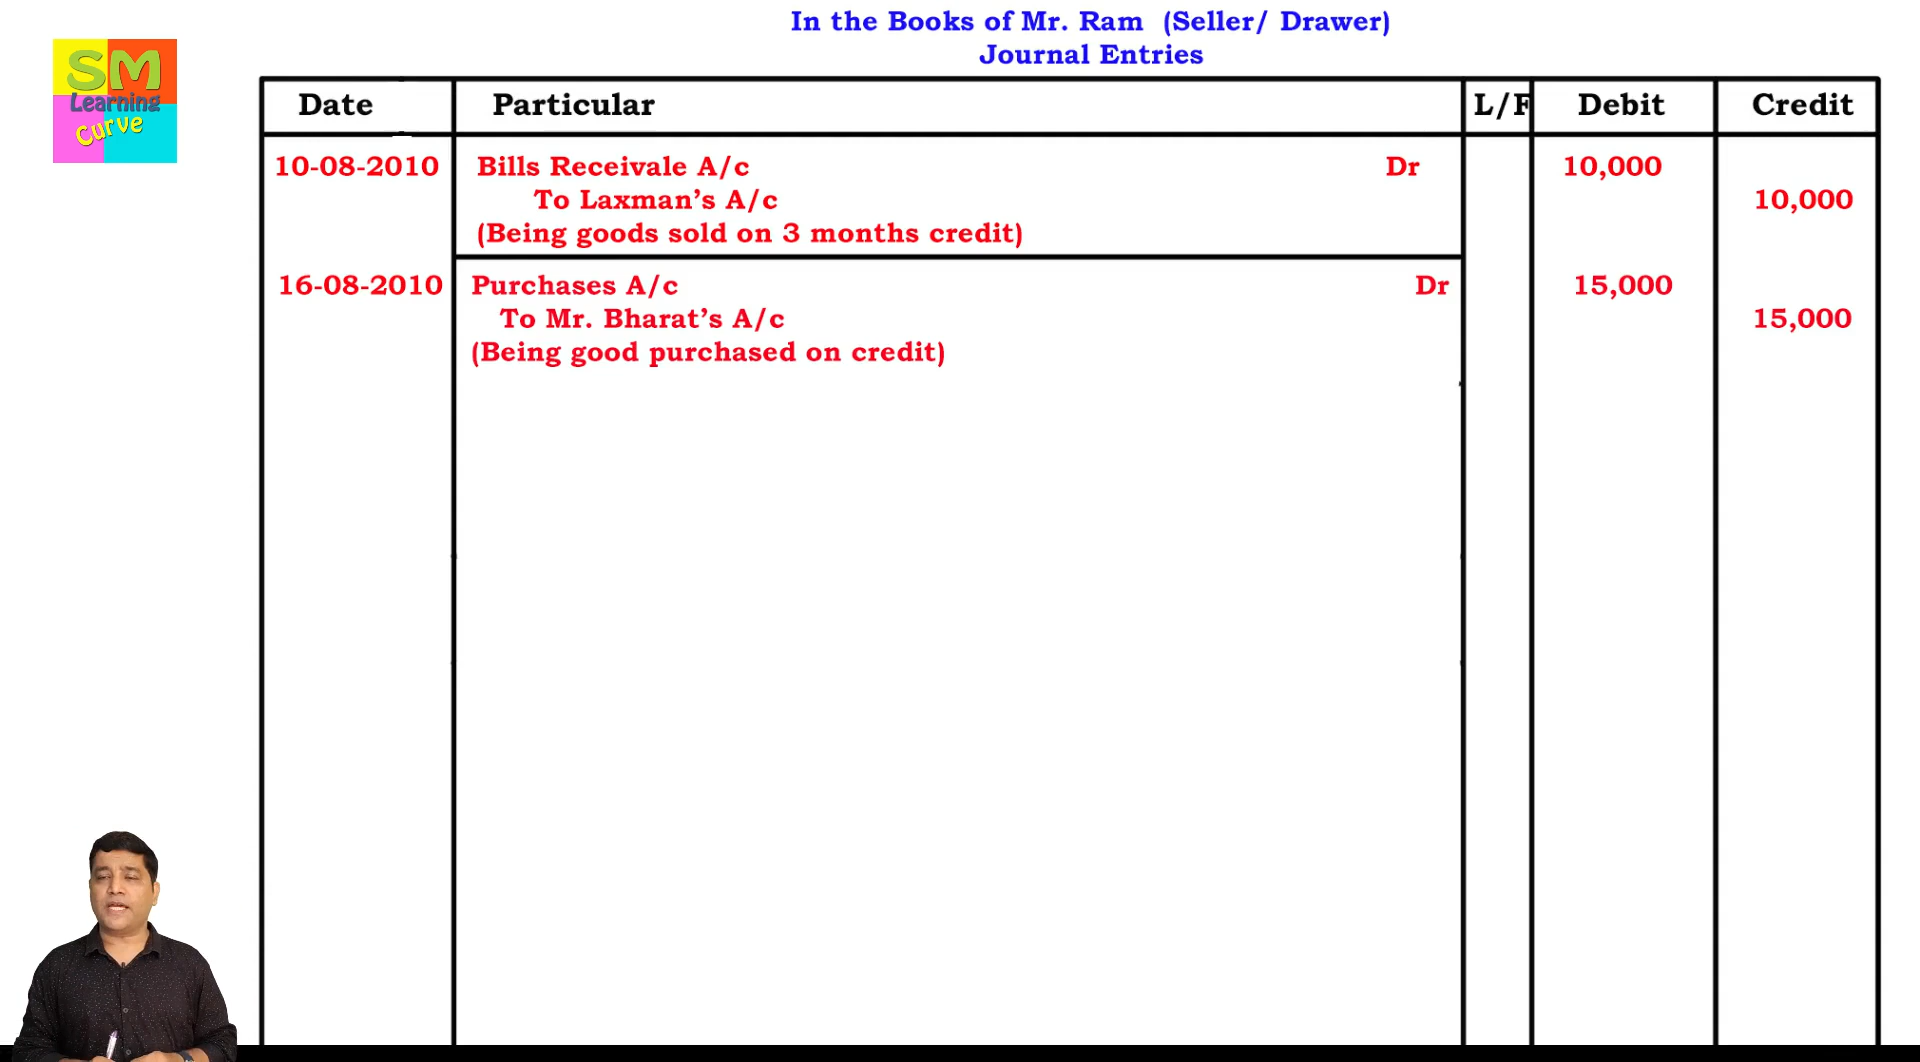 In the Books of Mr. Ram (Seller/ Drawer)
Journal Entries
SM
Learning
Curve
Date Particular L/F Debit Credit
10-08-2010 Bills Receivale A/c Dr 10,000
To Laxman's A/c 10,000
(Being goods sold on 3 months credit)
16-08-2010 Purchases A/c Dr 15,000
To Mr. Bharat's A/c 15,000
(Being good purchased on credit)